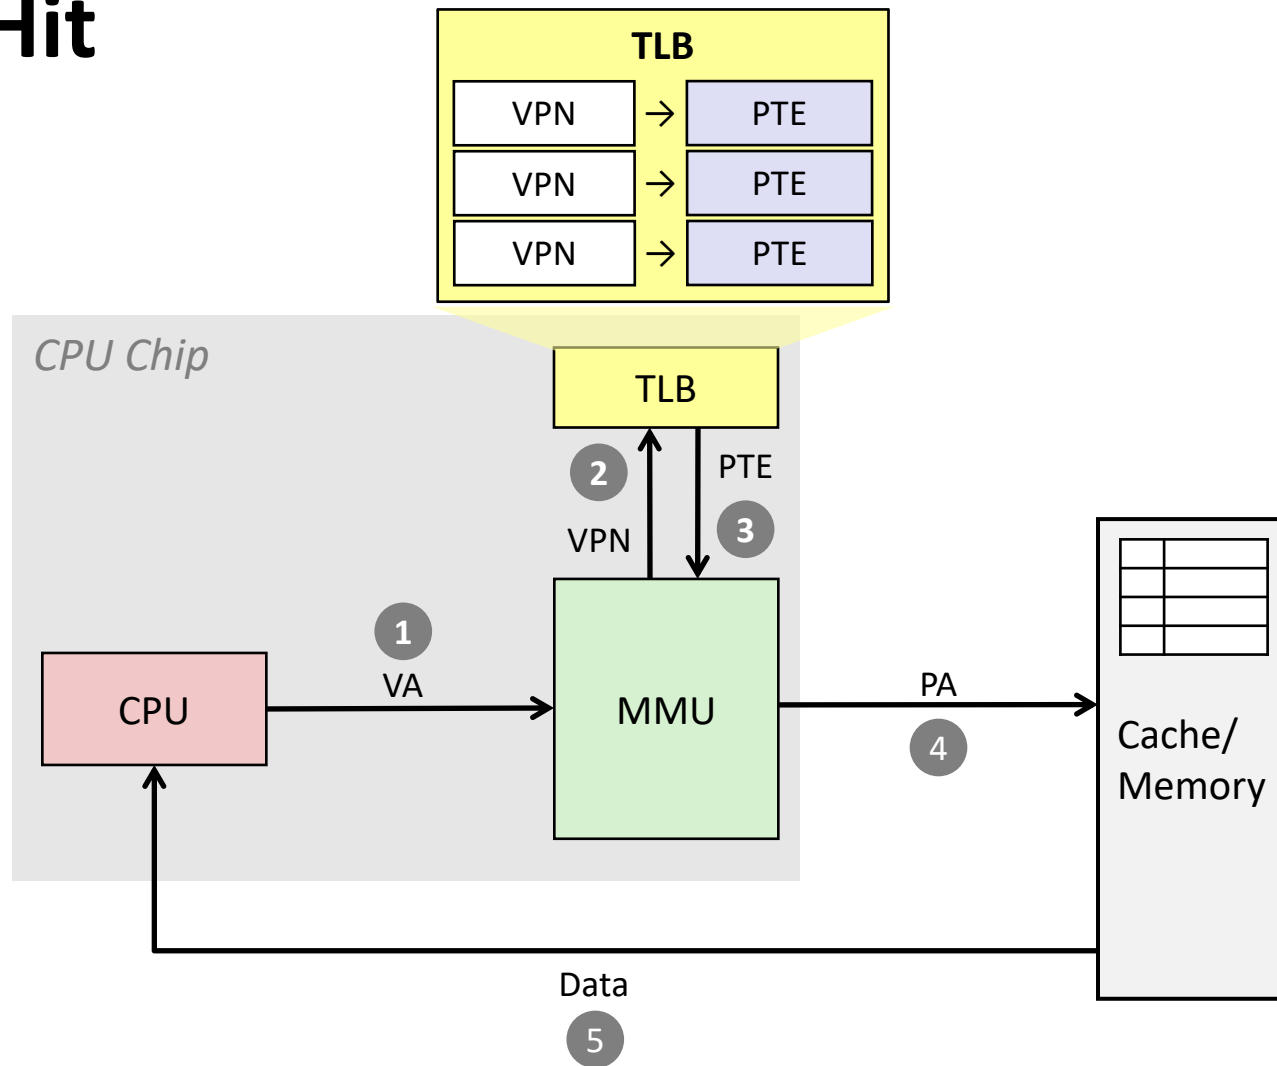 Hit
TLB
VPN → PTE
VPN → PTE
VPN → PTE
CPU Chip
TLB
2
PTE
VPN
3
1
VA
CPU
MMU
PA
4
Cache/
Memory
Data
5